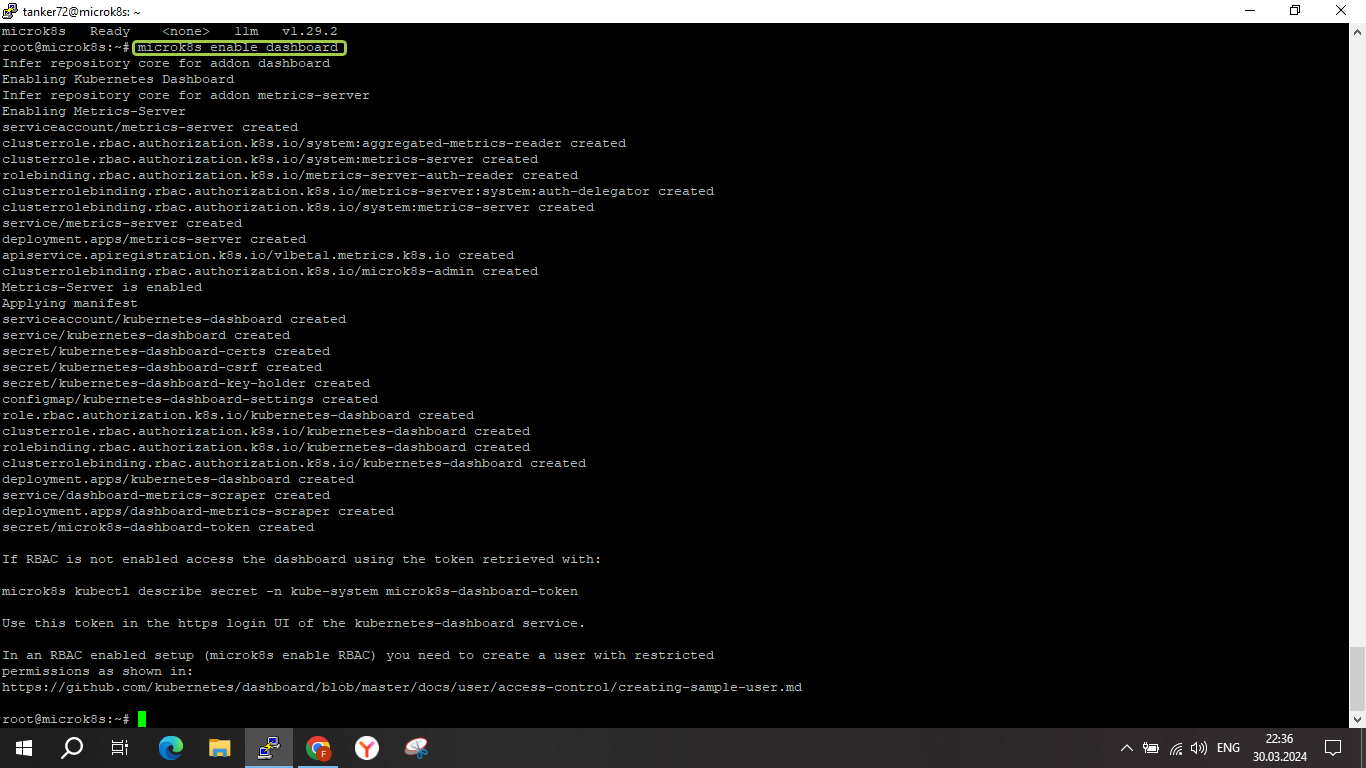 tanker72@microk8s: ~
microk8s   Ready    <none>   11m   v1.29.2
root@microk8s:~# microk8s enable dashboard
Infer repository core for addon dashboard
Enabling Kubernetes Dashboard
Infer repository core for addon metrics-server
Enabling Metrics-Server
serviceaccount/metrics-server created
clusterrole.rbac.authorization.k8s.io/system:aggregated-metrics-reader created
clusterrole.rbac.authorization.k8s.io/system:metrics-server created
rolebinding.rbac.authorization.k8s.io/metrics-server-auth-reader created
clusterrolebinding.rbac.authorization.k8s.io/metrics-server:system:auth-delegator created
clusterrolebinding.rbac.authorization.k8s.io/system:metrics-server created
service/metrics-server created
deployment.apps/metrics-server created
apiservice.apiregistration.k8s.io/v1beta1.metrics.k8s.io created
clusterrolebinding.rbac.authorization.k8s.io/microk8s-admin created
Metrics-Server is enabled
Applying manifest
serviceaccount/kubernetes-dashboard created
service/kubernetes-dashboard created
secret/kubernetes-dashboard-certs created
secret/kubernetes-dashboard-csrf created
secret/kubernetes-dashboard-key-holder created
configmap/kubernetes-dashboard-settings created
role.rbac.authorization.k8s.io/kubernetes-dashboard created
clusterrole.rbac.authorization.k8s.io/kubernetes-dashboard created
rolebinding.rbac.authorization.k8s.io/kubernetes-dashboard created
clusterrolebinding.rbac.authorization.k8s.io/kubernetes-dashboard created
deployment.apps/kubernetes-dashboard created
service/dashboard-metrics-scraper created
deployment.apps/dashboard-metrics-scraper created
secret/microk8s-dashboard-token created
If RBAC is not enabled access the dashboard using the token retrieved with:
microk8s kubectl describe secret -n kube-system microk8s-dashboard-token
Use this token in the https login UI of the kubernetes-dashboard service.
In an RBAC enabled setup (microk8s enable RBAC) you need to create a user with restricted
permissions as shown in:
https://github.com/kubernetes/dashboard/blob/master/docs/user/access-control/creating-sample-user.md
root@microk8s:~#
F
Y
ENG
22:36
30.03.2024